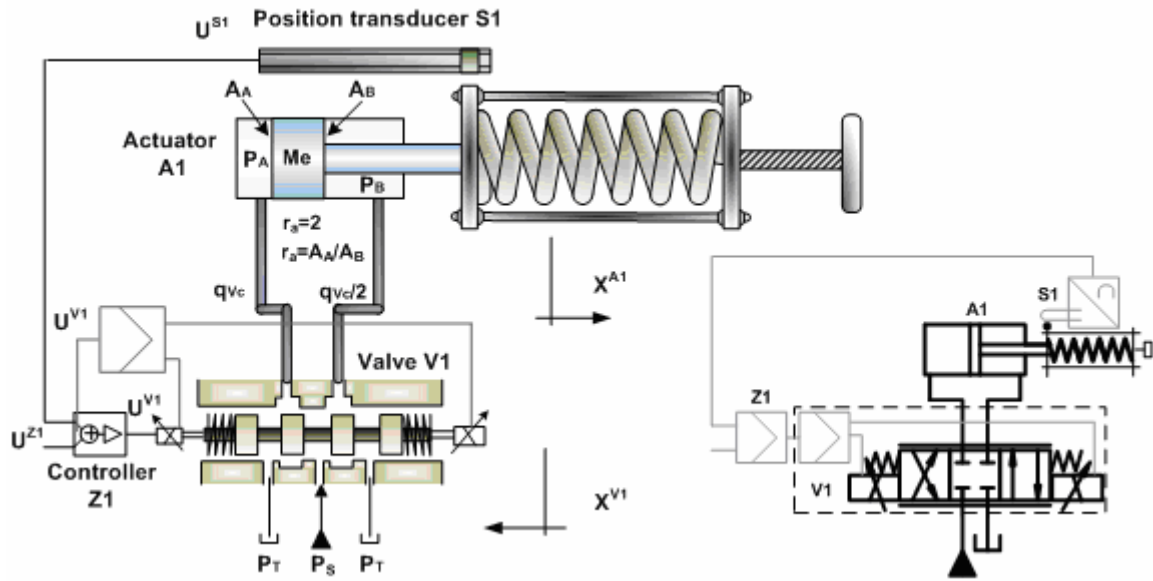 Position transducer S1
U^S1
A_A
A_B
Actuator
A1
P_A
Me
P_B
r_a=2
r_a=A_A/A_B
q_Vc
q_Vc/2
X^A1
U^V1
Valve V1
U^V1
U^Z1
Controller
Z1
X^V1
P_T
P_S
P_T
S1
A1
Z1
V1